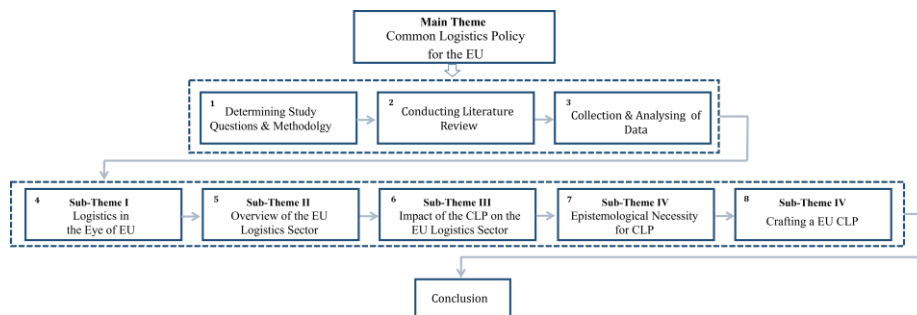 Main Theme
Common Logistics Policy
for the EU
1
Determining Study
Questions & Methodolgy
2
Conducting Literature
Review
3
Collection & Analysing of
Data
4
Sub-Theme I
Logistics in
the Eye of EU
5
Sub-Theme II
Overview of the EU
Logistics Sector
6
Sub-Theme III
Impact of the CLP on the
EU Logistics Sector
7
Sub-Theme IV
Epistemological Necessity
for CLP
8
Sub-Theme IV
Crafting a EU CLP
Conclusion